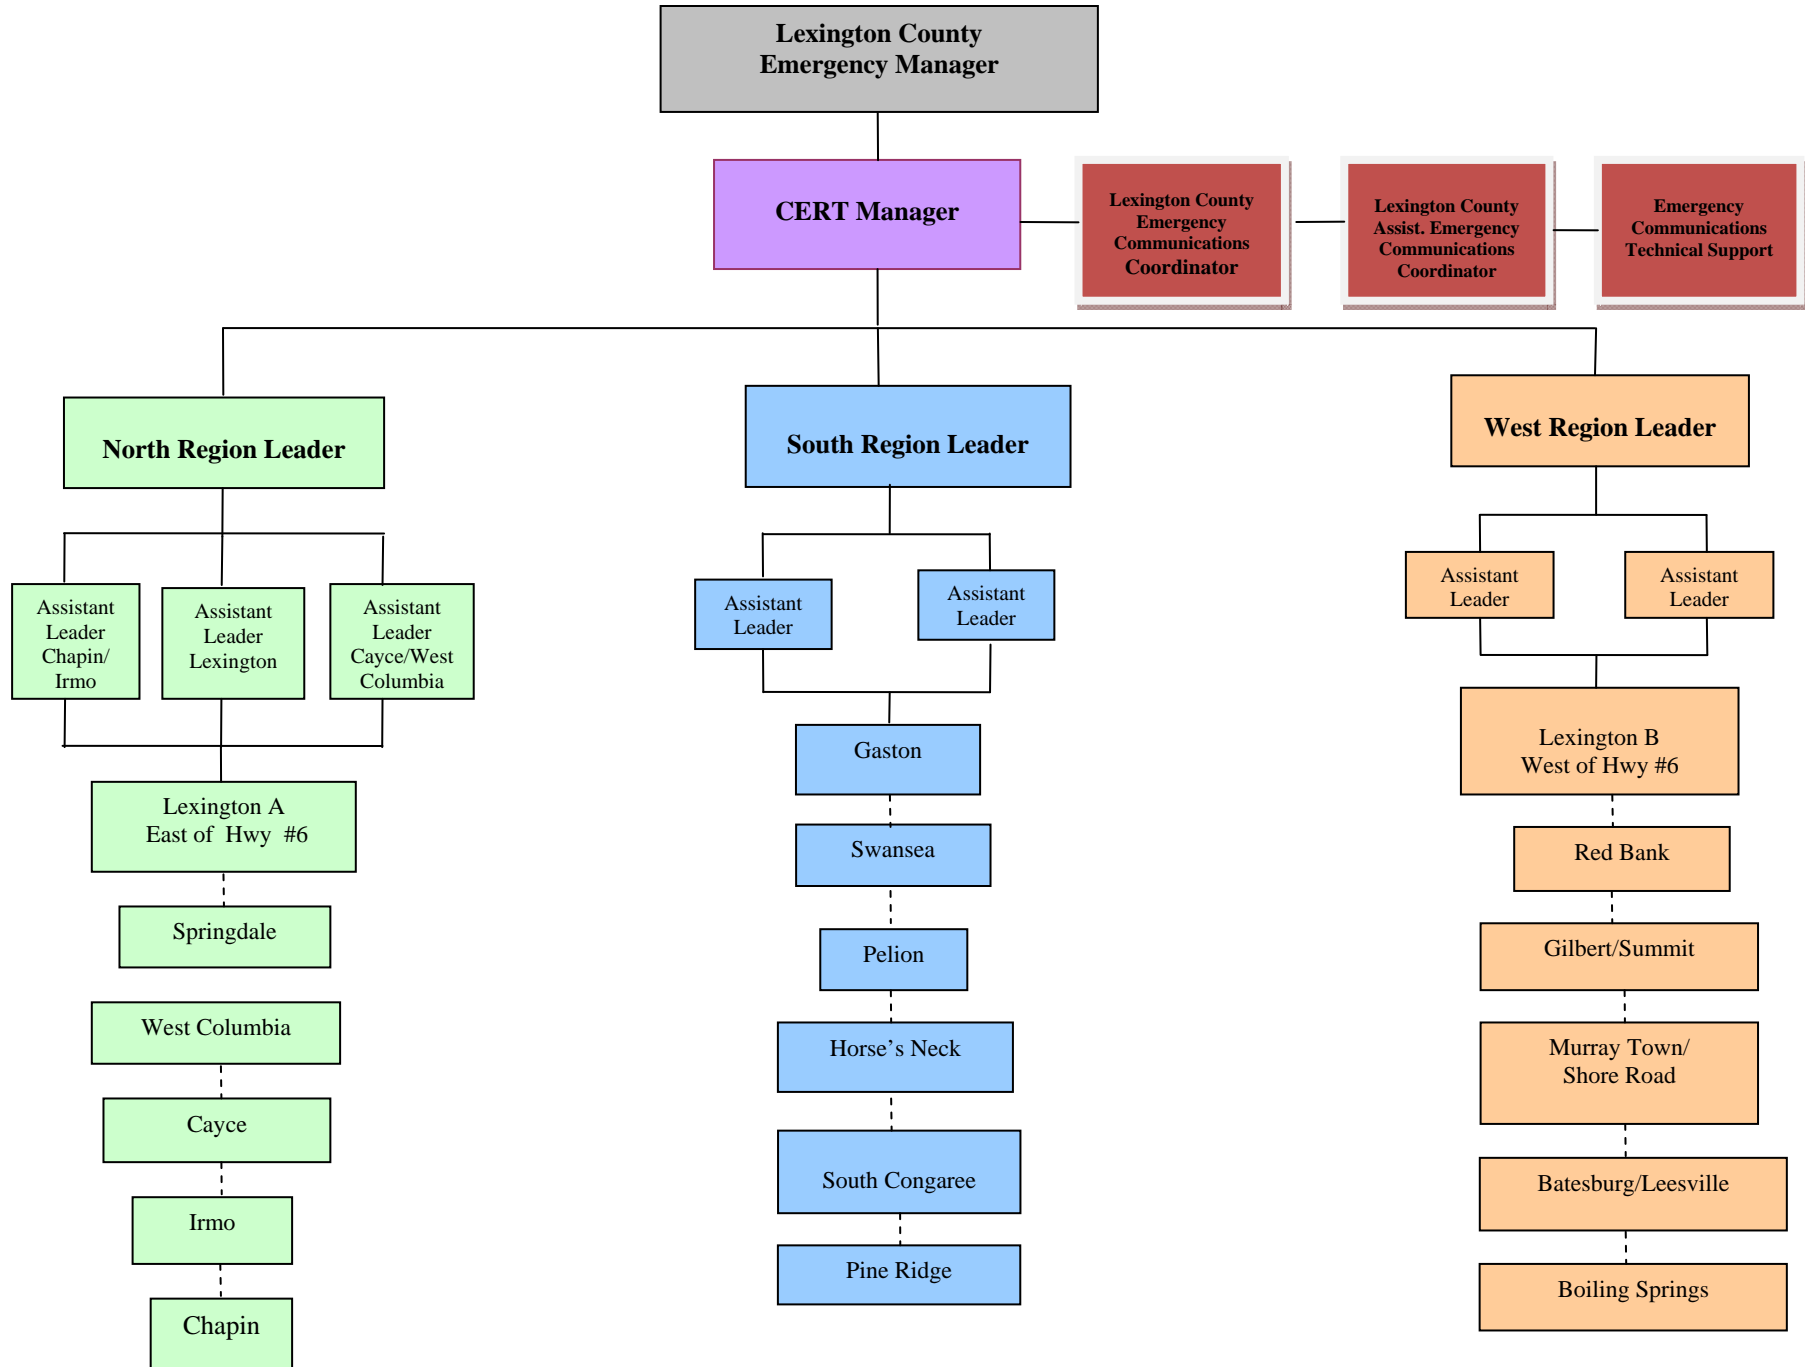 Lexington County
Emergency Manager
CERT Manager
Lexington County
Emergency
Communications
Coordinator
Lexington County
Assist. Emergency
Communications
Coordinator
Emergency
Communications
Technical Support
North Region Leader
South Region Leader
West Region Leader
Assistant
Leader
Chapin/
Irmo
Assistant
Leader
Lexington
Assistant
Leader
Cayce/West
Columbia
Assistant
Leader
Assistant
Leader
Assistant
Leader
Assistant
Leader
Lexington A
East of Hwy #6
Springdale
West Columbia
Cayce
Irmo
Chapin
Gaston
Swansea
Pelion
Horse’s Neck
South Congaree
Pine Ridge
Lexington B
West of Hwy #6
Red Bank
Gilbert/Summit
Murray Town/
Shore Road
Batesburg/Leesville
Boiling Springs